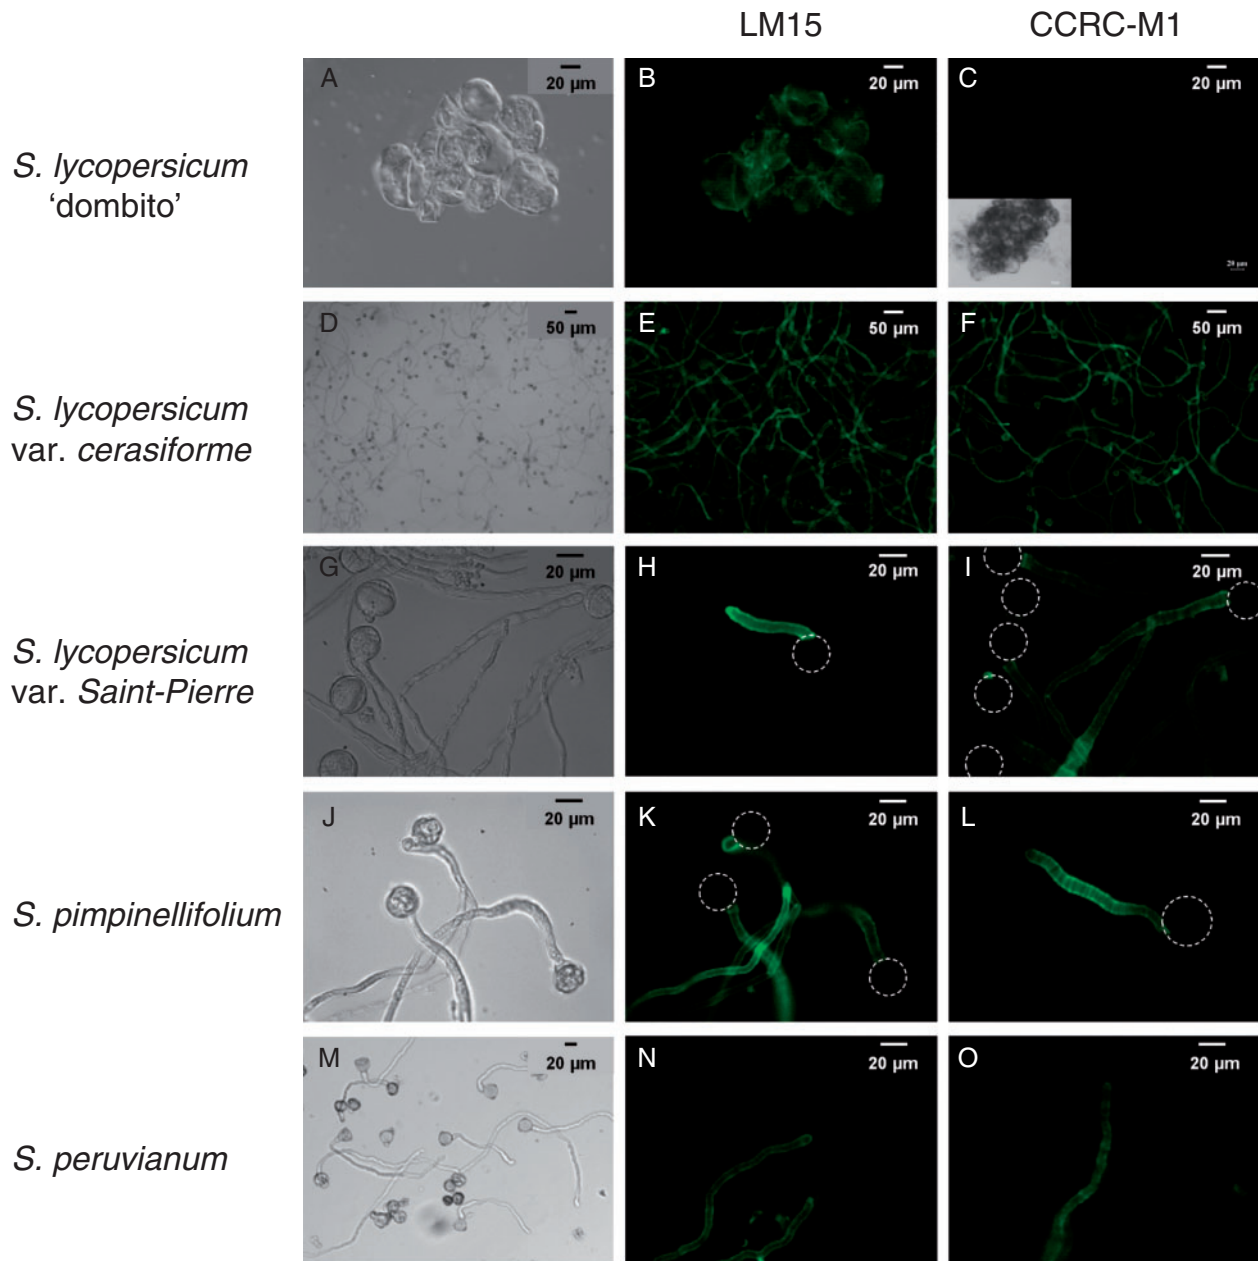 LM15 CCRC-M1
S. lycopersicum
‘dombito’
A 20 µm B 20 µm C 20 µm
20 µm
S. lycopersicum
var. cerasiforme
D 50 µm E 50 µm F 50 µm
S. lycopersicum
var. Saint-Pierre
G 20 µm H 20 µm I 20 µm
S. pimpinellifolium
J 20 µm K 20 µm L 20 µm
S. peruvianum
M 20 µm N 20 µm O 20 µm